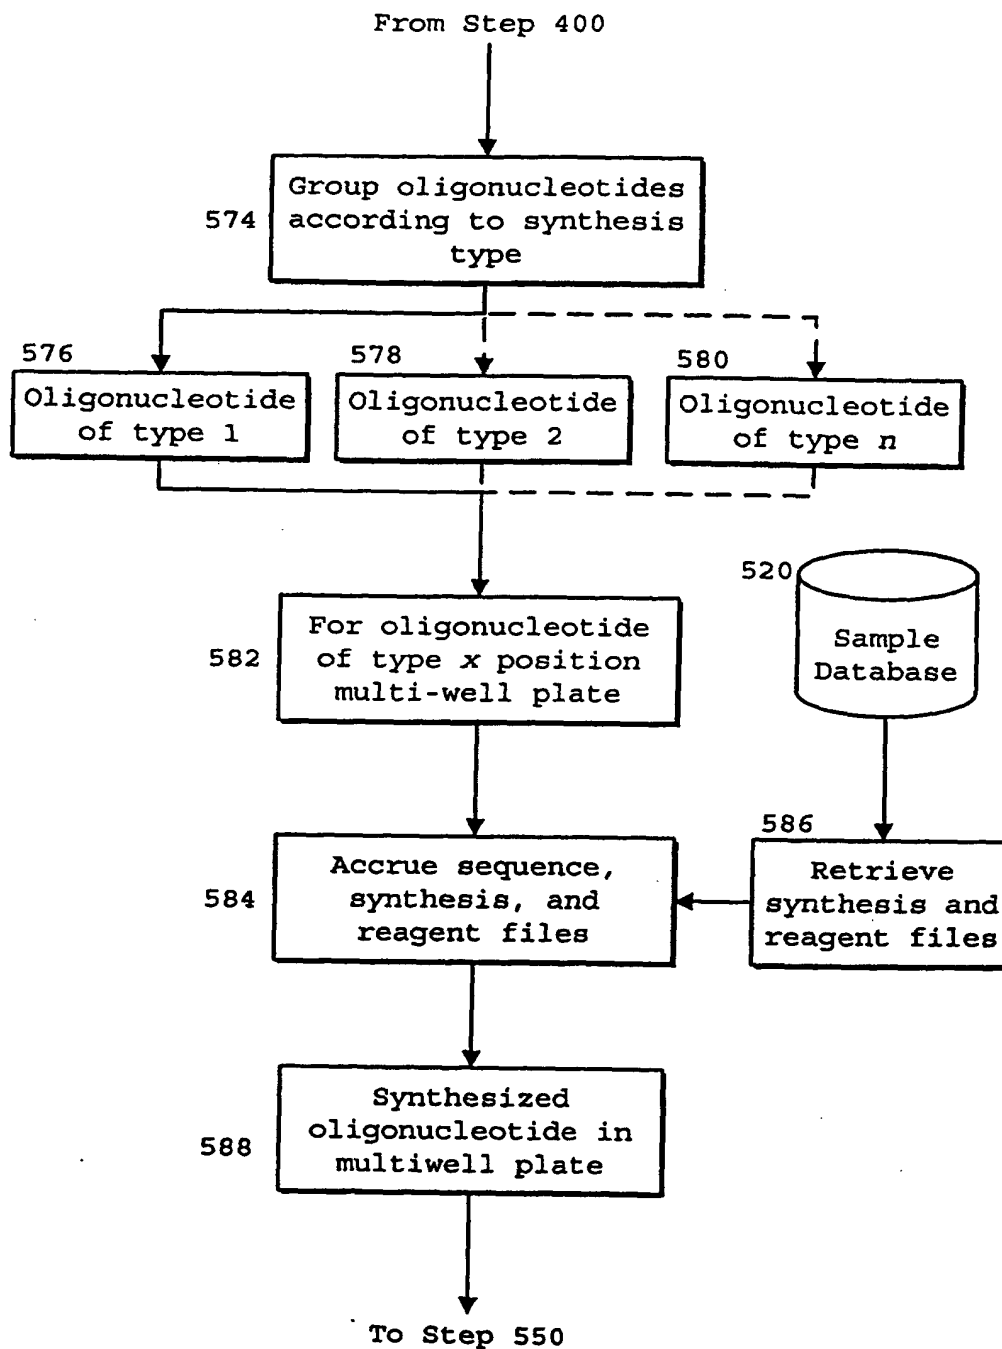 From Step 400
574
Group oligonucleotides
according to synthesis
type
576
Oligonucleotide
of type 1
578
Oligonucleotide
of type 2
580
Oligonucleotide
of type n
520
Sample
Database
582
For oligonucleotide
of type x position
multi-well plate
586
Retrieve
synthesis and
reagent files
584
Accrue sequence,
synthesis, and
reagent files
588
Synthesized
oligonucleotide in
multiwell plate
To Step 550